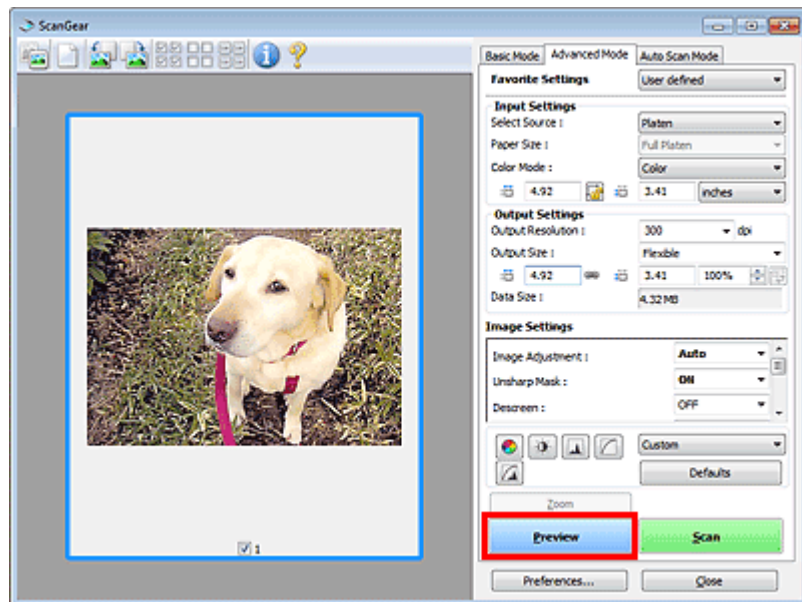 ScanGear
Basic Mode Advanced Mode Auto Scan Mode
Favorite Settings User defined
Input Settings
Select Source : Platen
Paper Size : Full Platen
Color Mode : Color
4.92 3.41 inches
Output Settings
Output Resolution : 300 dpi
Output Size : Flexible
4.92 3.41 100%
Data Size : 4.32 MB
Image Settings
Image Adjustment : Auto
Unsharp Mask : ON
Descreen : OFF
Custom
Defaults
Zoom
Preview Scan
1
Preferences... Close